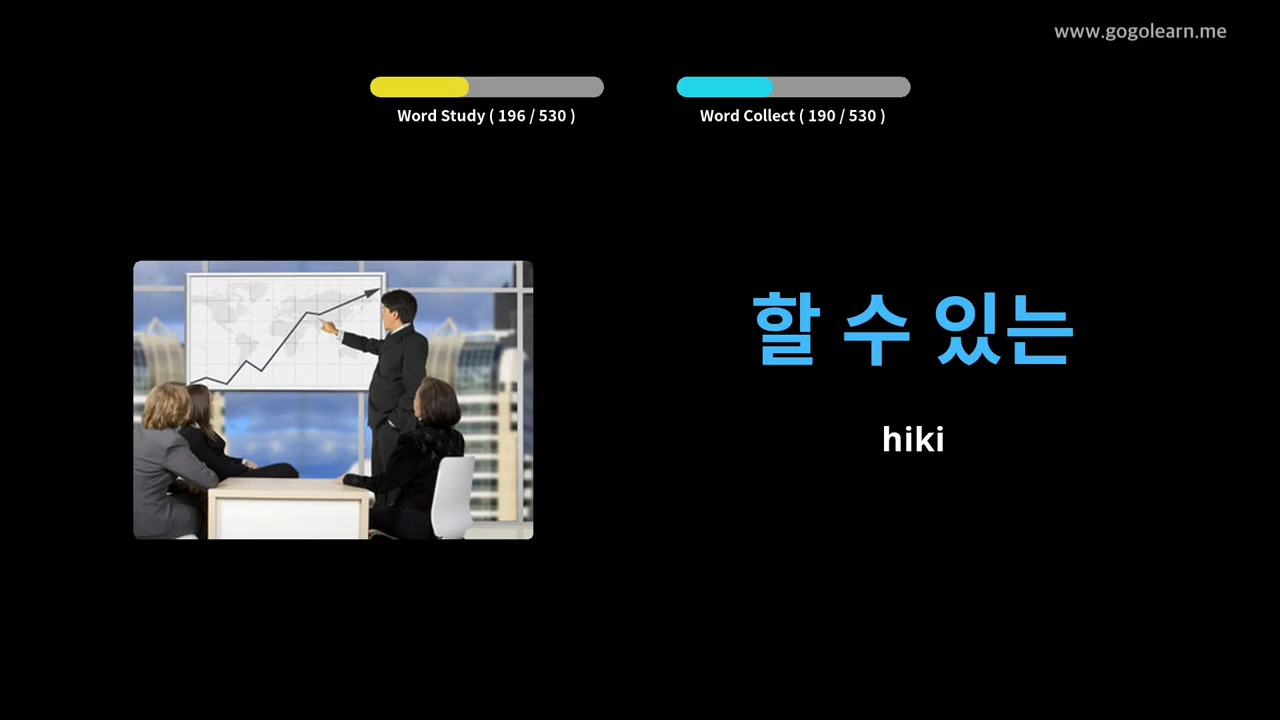 www.gogolearn.me
Word Study ( 196 / 530 )
Word Collect ( 190 / 530 )
할 수 있는
hiki